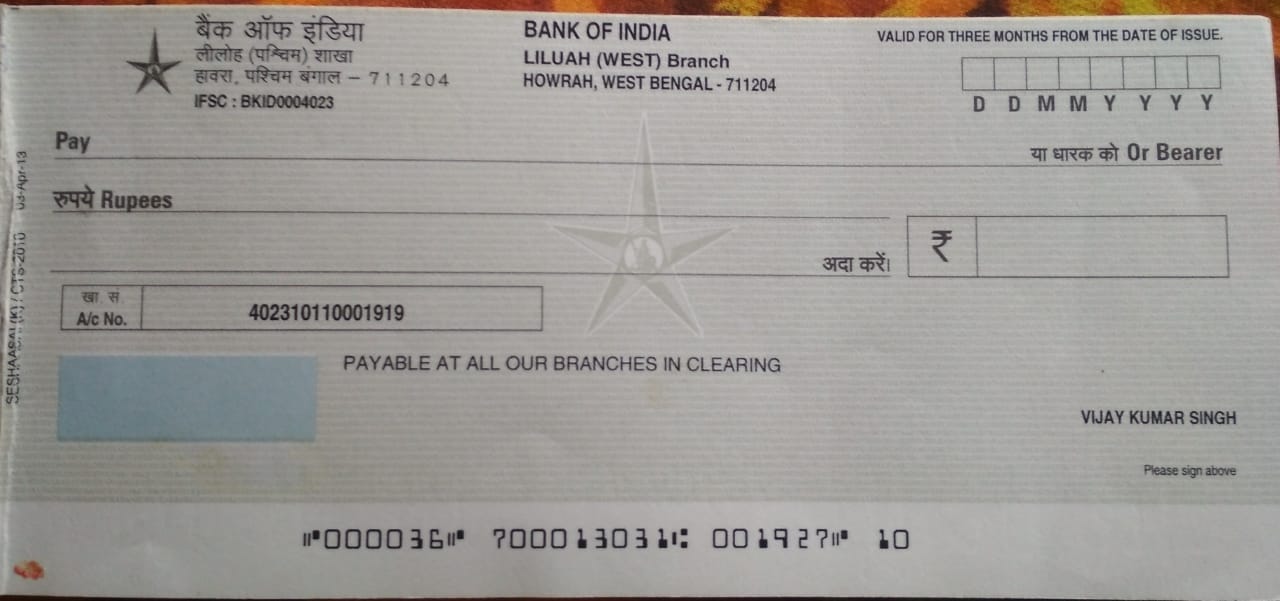 बैंक ऑफ इंडिया
लीलोह (पश्चिम) शाखा
हावरा, पश्चिम बंगाल – 711204
IFSC : BKID0004023
BANK OF INDIA
LILUAH (WEST) Branch
HOWRAH, WEST BENGAL - 711204
VALID FOR THREE MONTHS FROM THE DATE OF ISSUE.
D D M M Y Y Y Y
Pay
या धारक को Or Bearer
रुपये Rupees
अदा करें।
₹
खा. सं.
A/c No.
402310110001919
PAYABLE AT ALL OUR BRANCHES IN CLEARING
VIJAY KUMAR SINGH
Please sign above
⑈000036⑈ 700013031⑆ 001927⑈ 10
CTS-2010 03-Apr-13